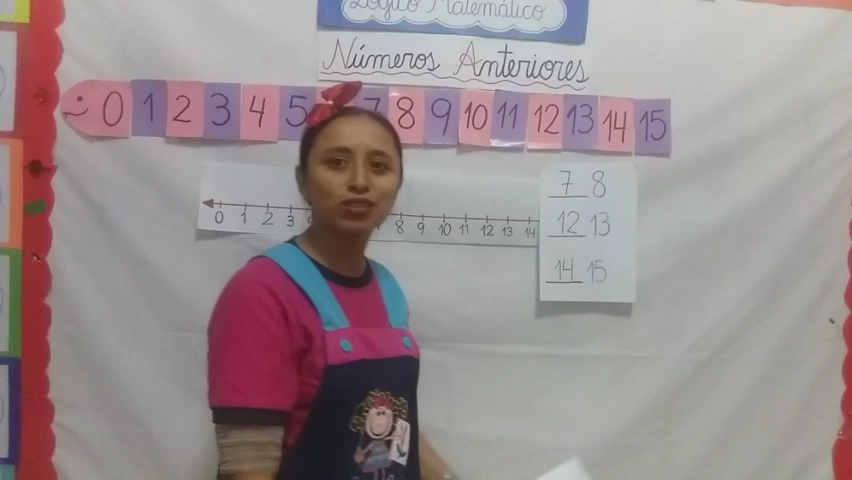 Lógico Matemático
Números Anteriores
0 1 2 3 4 5 7 8 9 10 11 12 13 14 15
0 1 2 3 8 9 10 11 12 13 14
7 8
12 13
14 15